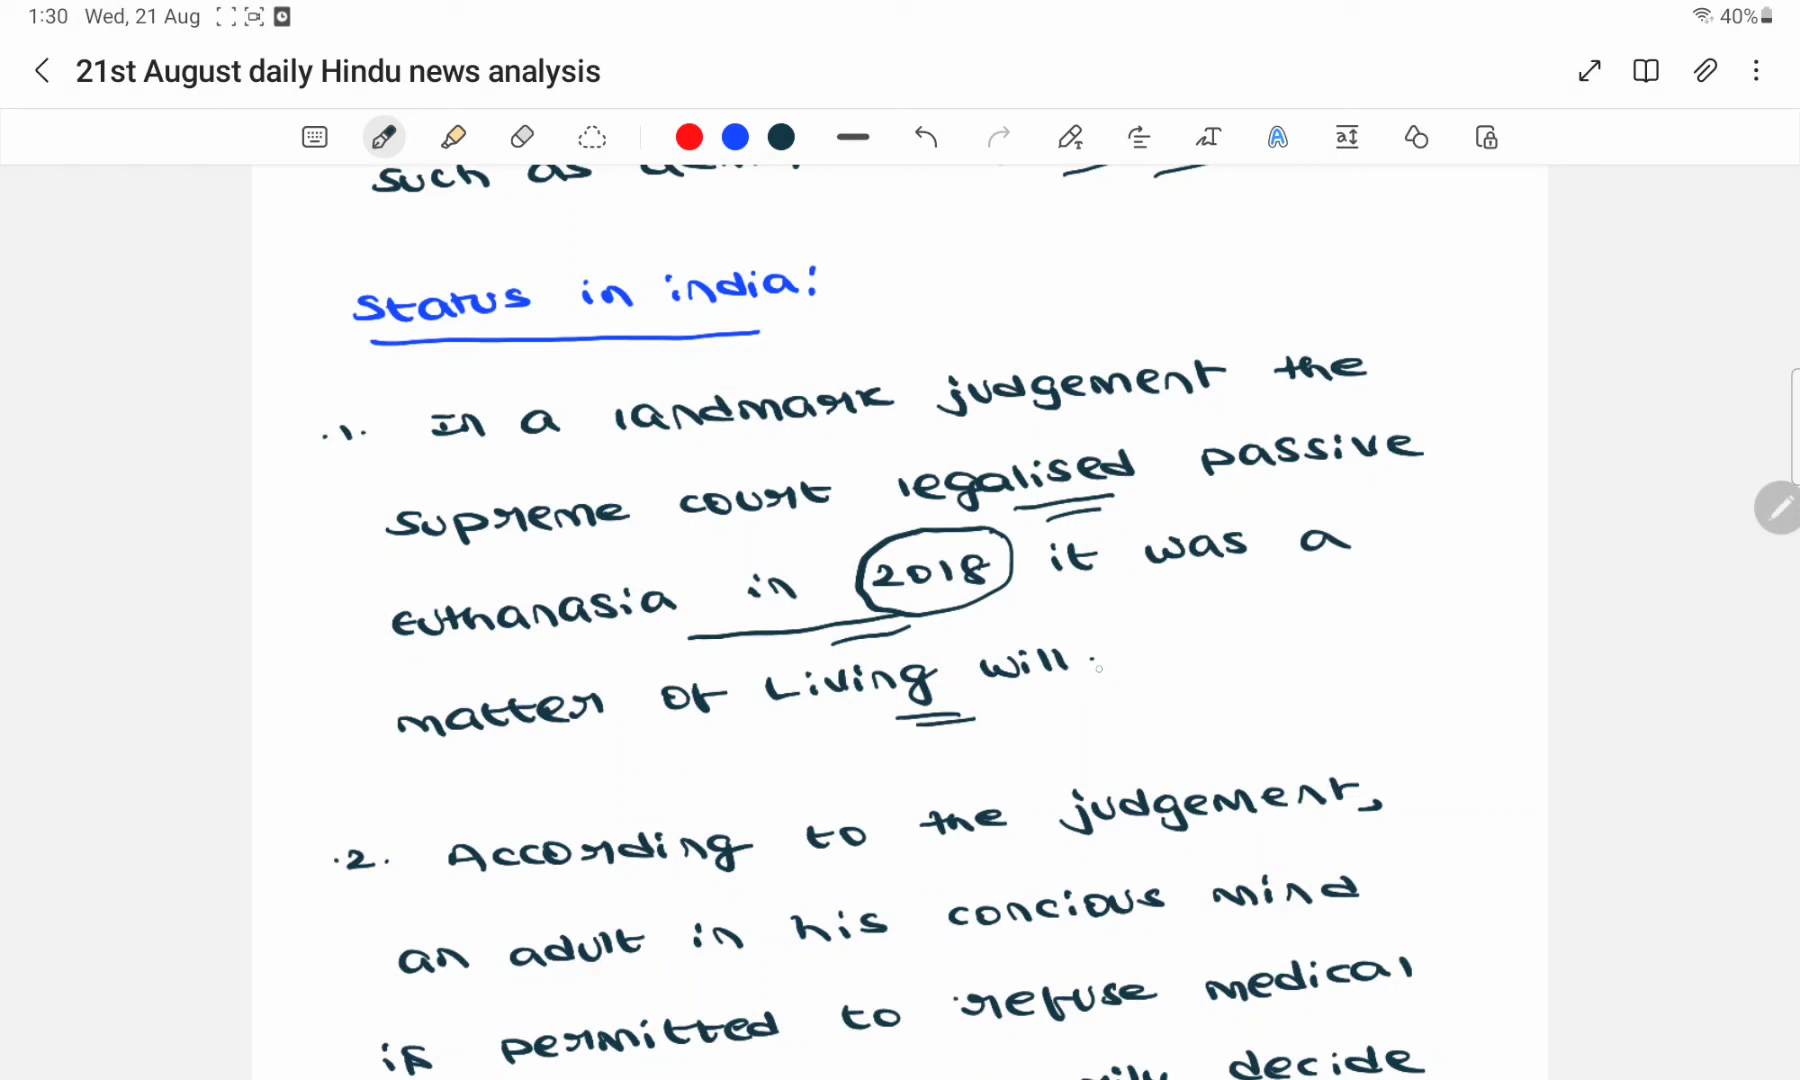 1:30 Wed, 21 Aug
40%
21st August daily Hindu news analysis
such as
Status in india:
.1. In a landmark judgement the
supreme court legalised passive
euthanasia in 2018 it was a
matter of Living will.
.2. According to the judgement,
an adult in his concious mind
is permitted to refuse medical
decide